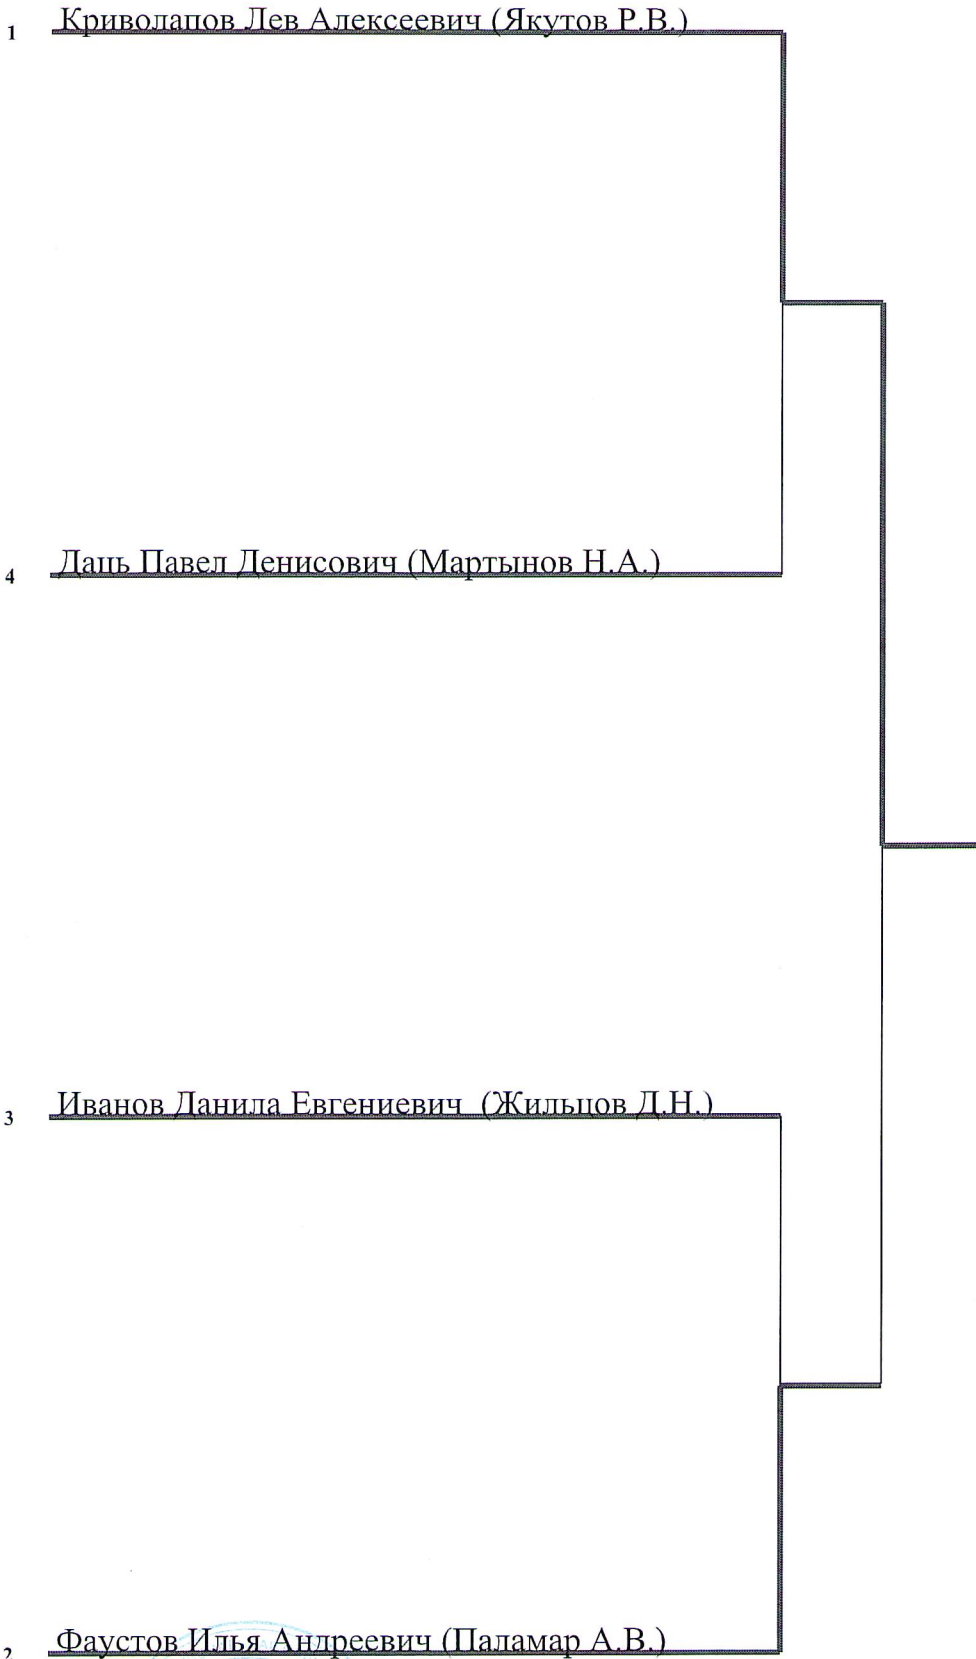 1 Криволапов Лев Алексеевич (Якутов Р.В.)
4 Даць Павел Денисович (Мартынов Н.А.)
3 Иванов Данила Евгениевич (Жильцов Д.Н.)
2 Фаустов Илья Андреевич (Паламар А.В.)